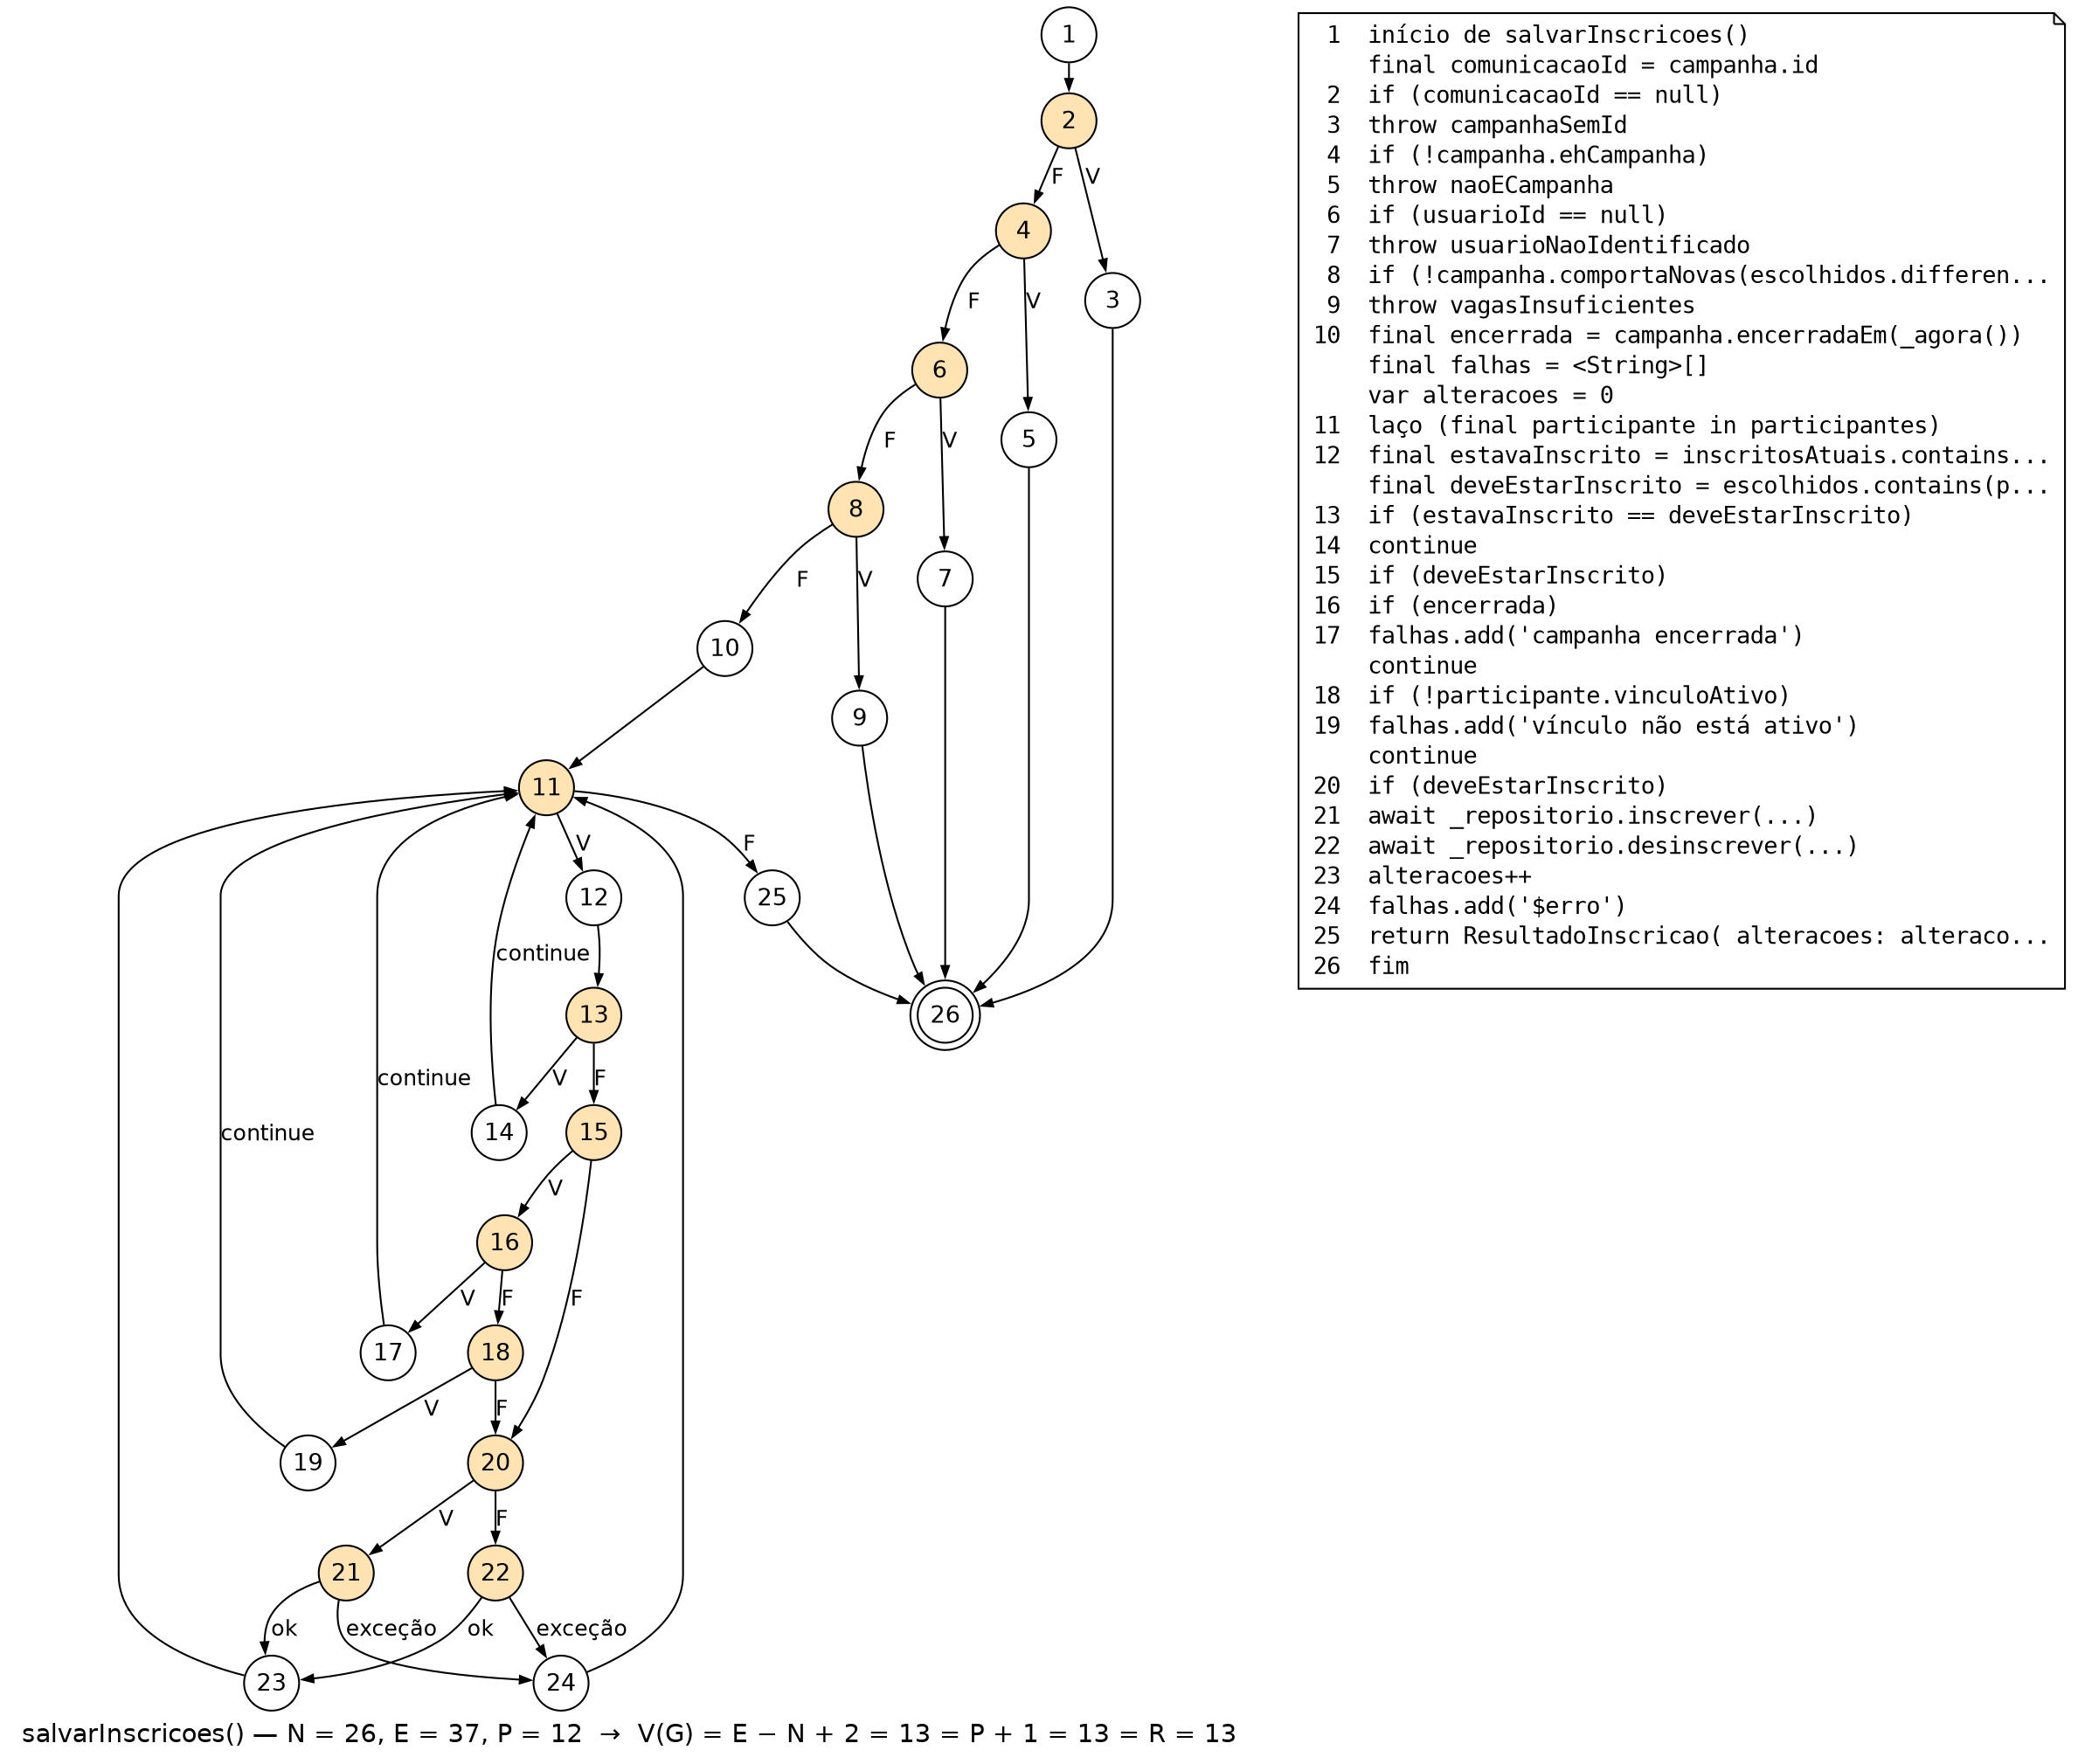 1
2
F
V
4
3
F
V
6
5
F
V
8
7
F
V
10
9
11
V
F
12
25
continue
13
26
continue
V
F
continue
14
15
V
16
V
F
F
17
18
V
F
19
20
V
F
21
22
ok
exceção
ok
exceção
23
24
salvarInscricoes() — N = 26, E = 37, P = 12 → V(G) = E − N + 2 = 13 = P + 1 = 13 = R = 13
1 início de salvarInscricoes()
final comunicacaoId = campanha.id
2 if (comunicacaoId == null)
3 throw campanhaSemId
4 if (!campanha.ehCampanha)
5 throw naoECampanha
6 if (usuarioId == null)
7 throw usuarioNaoIdentificado
8 if (!campanha.comportaNovas(escolhidos.differen...
9 throw vagasInsuficientes
10 final encerrada = campanha.encerradaEm(_agora())
final falhas = <String>[]
var alteracoes = 0
11 laço (final participante in participantes)
12 final estavaInscrito = inscritosAtuais.contains...
final deveEstarInscrito = escolhidos.contains(p...
13 if (estavaInscrito == deveEstarInscrito)
14 continue
15 if (deveEstarInscrito)
16 if (encerrada)
17 falhas.add('campanha encerrada')
continue
18 if (!participante.vinculoAtivo)
19 falhas.add('vínculo não está ativo')
continue
20 if (deveEstarInscrito)
21 await _repositorio.inscrever(...)
22 await _repositorio.desinscrever(...)
23 alteracoes++
24 falhas.add('$erro')
25 return ResultadoInscricao( alteracoes: alteraco...
26 fim